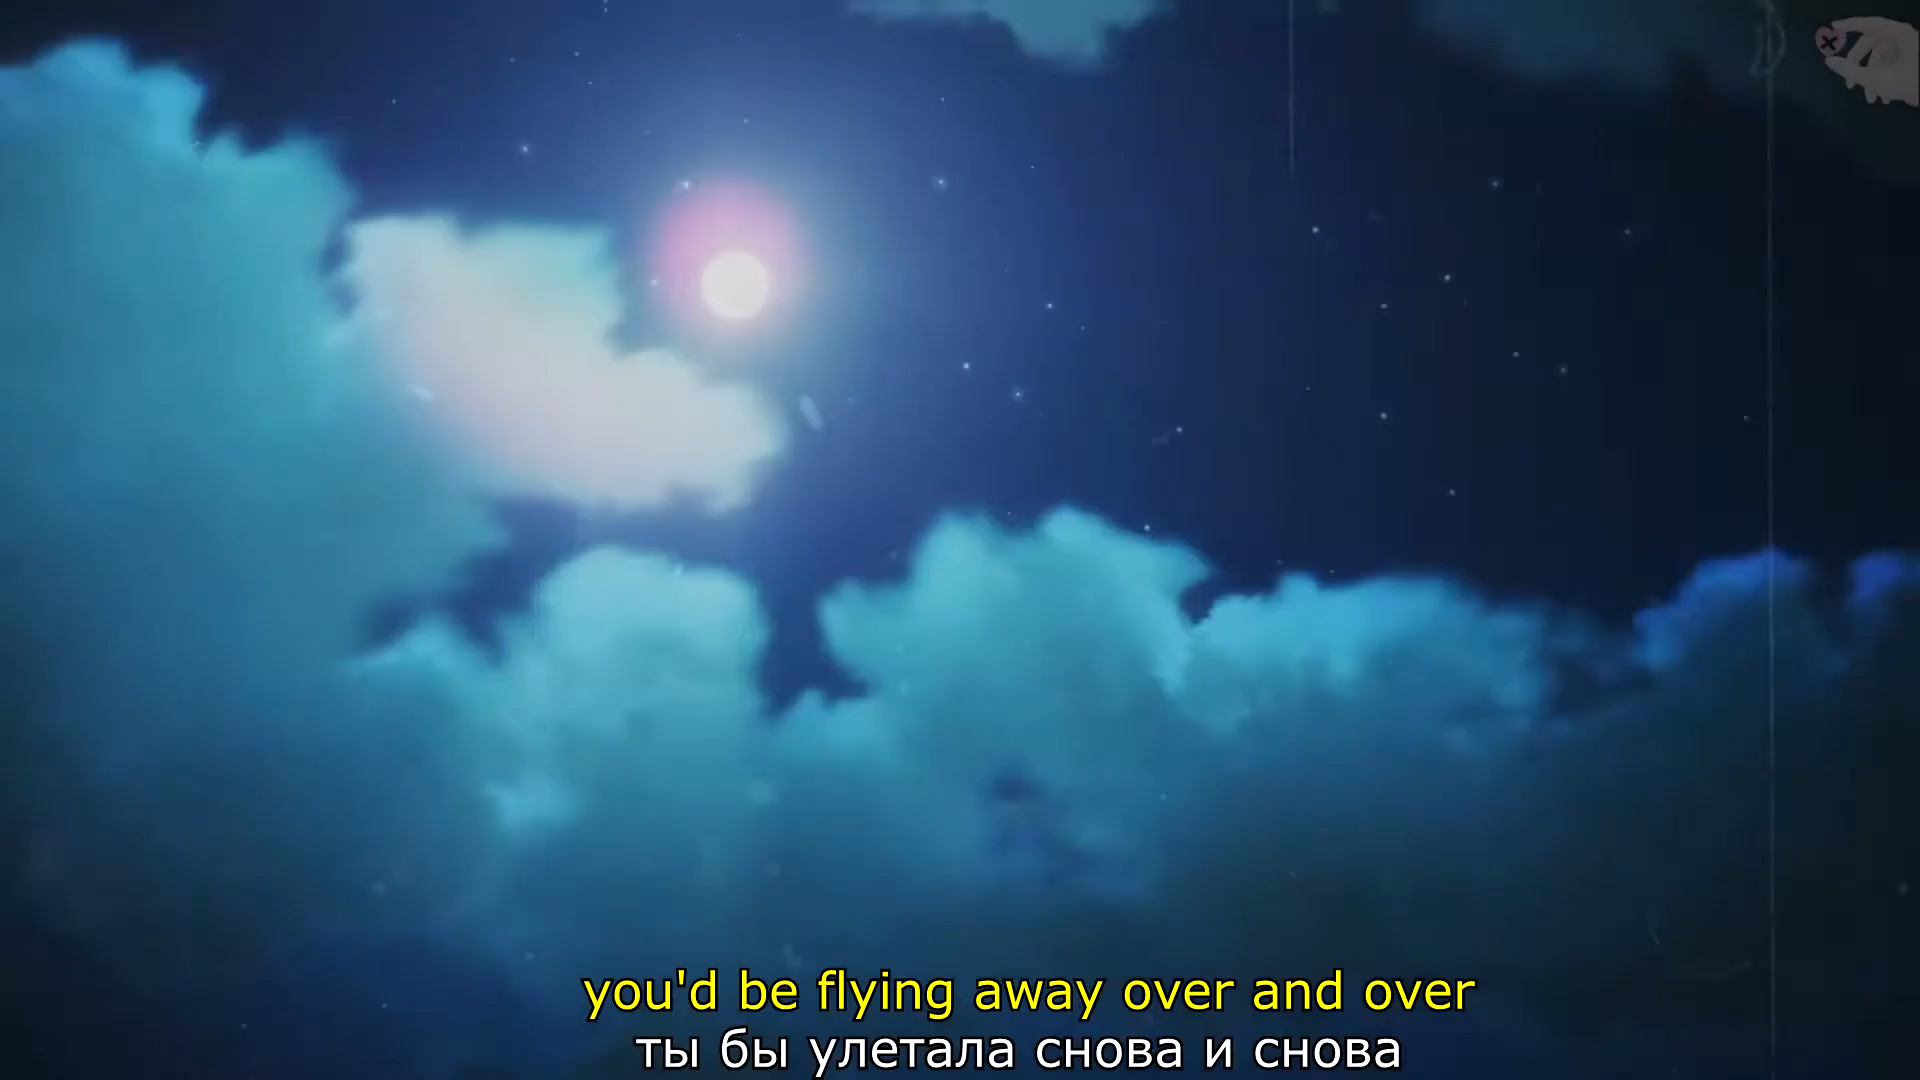 you'd be flying away over and over
ты бы улетала снова и снова